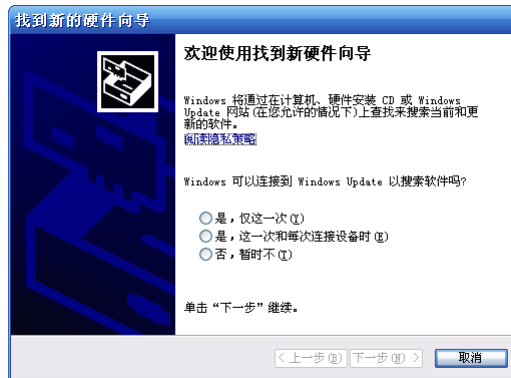 找到新的硬件向导
欢迎使用找到新硬件向导
Windows 将通过在计算机、硬件安装 CD 或 Windows
Update 网站(在您允许的情况下)上查找来搜索当前和更
新的软件。
阅读隐私策略
Windows 可以连接到 Windows Update 以搜索软件吗?
是，仅这一次(Y)
是，这一次和每次连接设备时(E)
否，暂时不(T)
单击“下一步”继续。
< 上一步(B) 下一步(N) > 取消